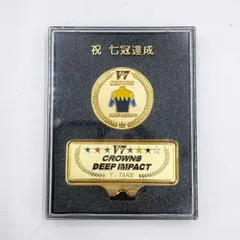 祝 七冠達成
V7
CROWNS
DEEP IMPACT
V7
CROWNS
DEEP IMPACT
Y. TAKE